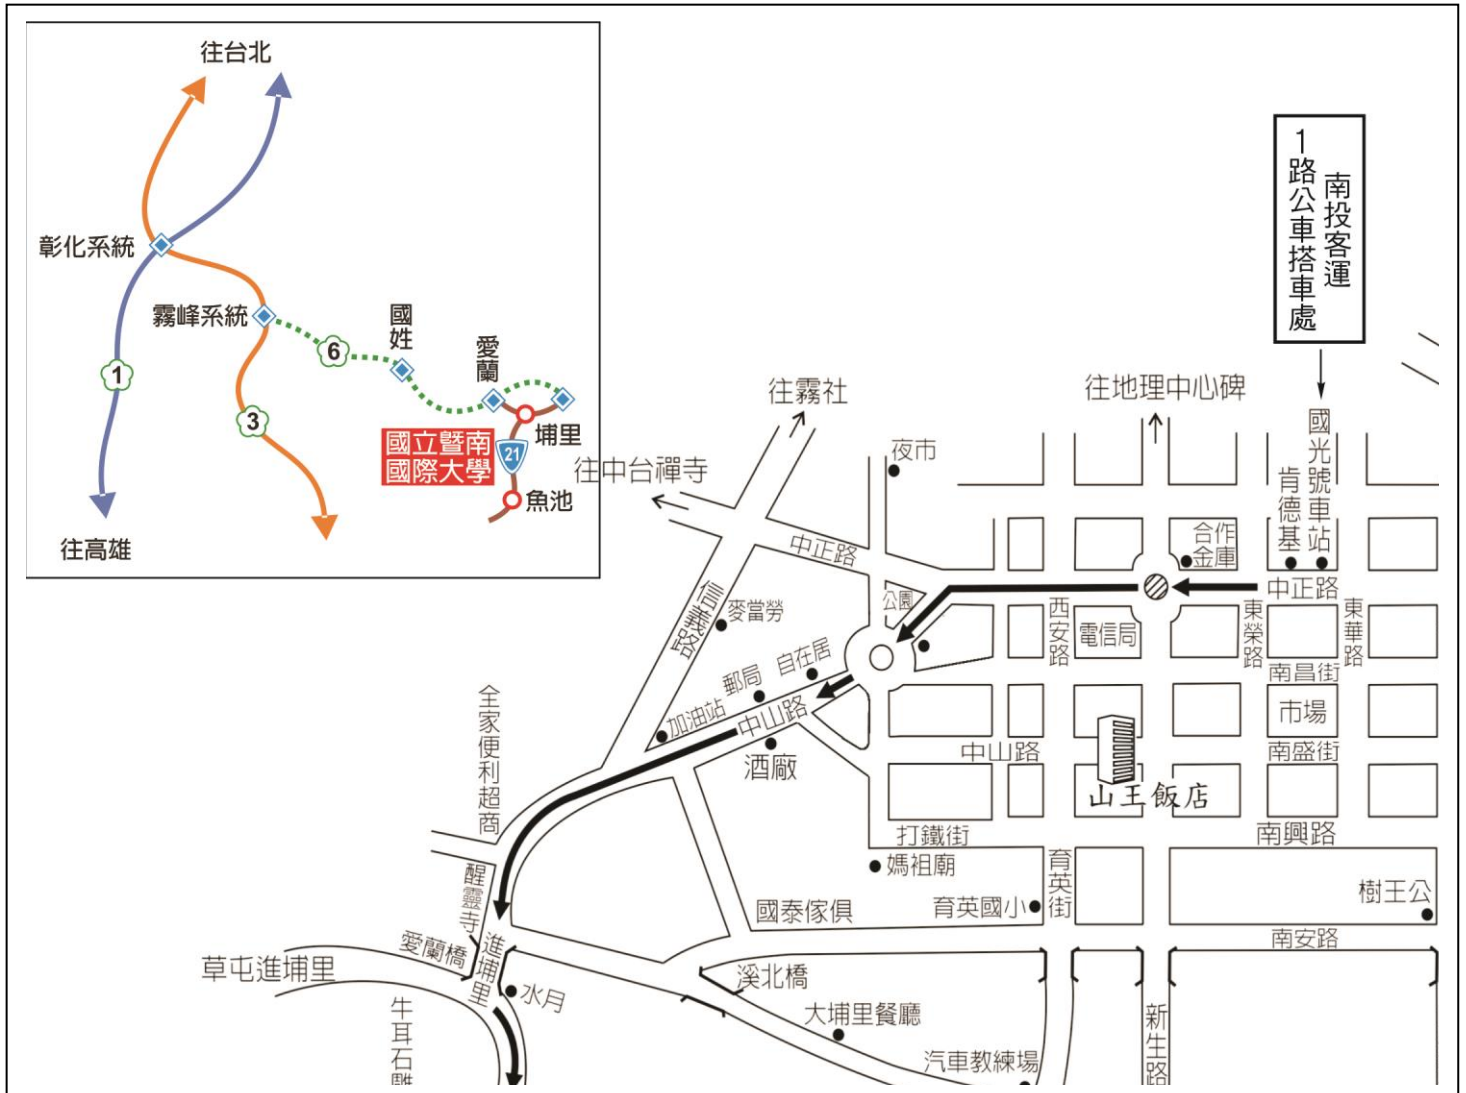 往台北
彰化系統
霧峰系統
國姓
愛蘭
6
1
3
埔里
國立暨南
國際大學
21
魚池
往高雄
南投客運
1路公車搭車處
往霧社
往地理中心碑
往中台禪寺
夜市
國光號車站
肯德基
合作
金庫
中正路
中正路
公園
信義路
麥當勞
西安路
電信局
東榮路
東華路
自在居
南昌街
郵局
市場
加油站
中山路
中山路
南盛街
酒廠
全家便利超商
山王飯店
打鐵街
南興路
媽祖廟
育英街
醒靈寺
國泰傢俱
育英國小
樹王公
愛蘭橋
進埔里
南安路
草屯進埔里
溪北橋
水月
牛耳石雕
大埔里餐廳
新生路
汽車教練場